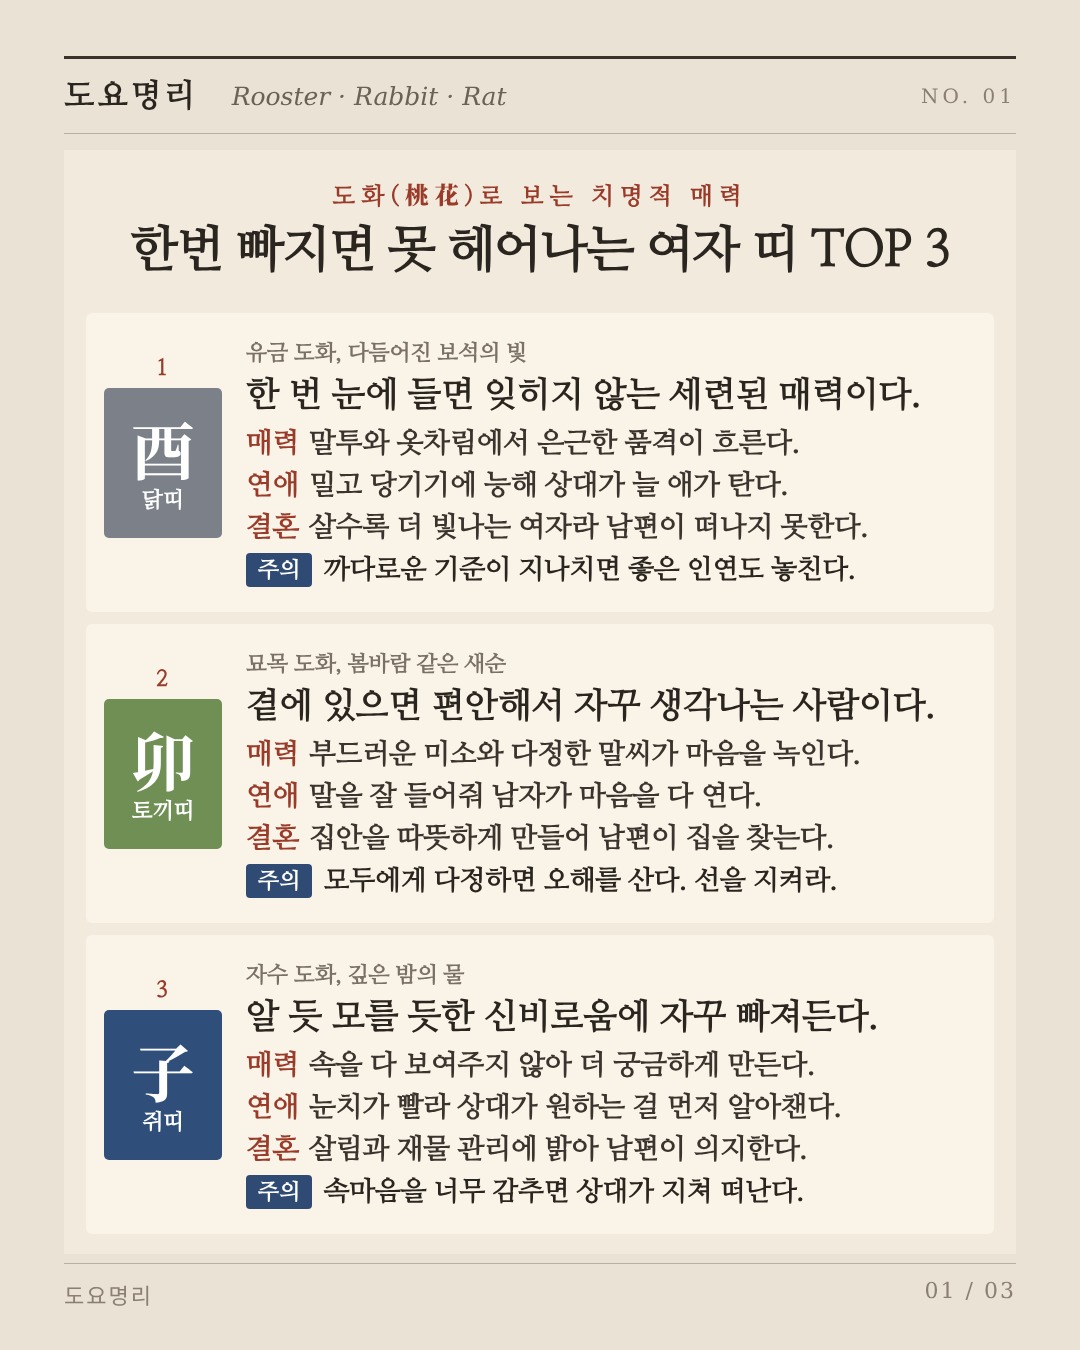 도요명리 Rooster · Rabbit · Rat NO. 01
도화(桃花)로 보는 치명적 매력
한번 빠지면 못 헤어나는 여자 띠 TOP 3
1
酉
닭띠
유금 도화, 다듬어진 보석의 빛
한 번 눈에 들면 잊히지 않는 세련된 매력이다.
매력 말투와 옷차림에서 은근한 품격이 흐른다.
연애 밀고 당기기에 능해 상대가 늘 애가 탄다.
결혼 살수록 더 빛나는 여자라 남편이 떠나지 못한다.
주의 까다로운 기준이 지나치면 좋은 인연도 놓친다.
2
卯
토끼띠
묘목 도화, 봄바람 같은 새순
곁에 있으면 편안해서 자꾸 생각나는 사람이다.
매력 부드러운 미소와 다정한 말씨가 마음을 녹인다.
연애 말을 잘 들어줘 남자가 마음을 다 연다.
결혼 집안을 따뜻하게 만들어 남편이 집을 찾는다.
주의 모두에게 다정하면 오해를 산다. 선을 지켜라.
3
子
쥐띠
자수 도화, 깊은 밤의 물
알 듯 모를 듯한 신비로움에 자꾸 빠져든다.
매력 속을 다 보여주지 않아 더 궁금하게 만든다.
연애 눈치가 빨라 상대가 원하는 걸 먼저 알아챈다.
결혼 살림과 재물 관리에 밝아 남편이 의지한다.
주의 속마음을 너무 감추면 상대가 지쳐 떠난다.
도요명리 01 / 03